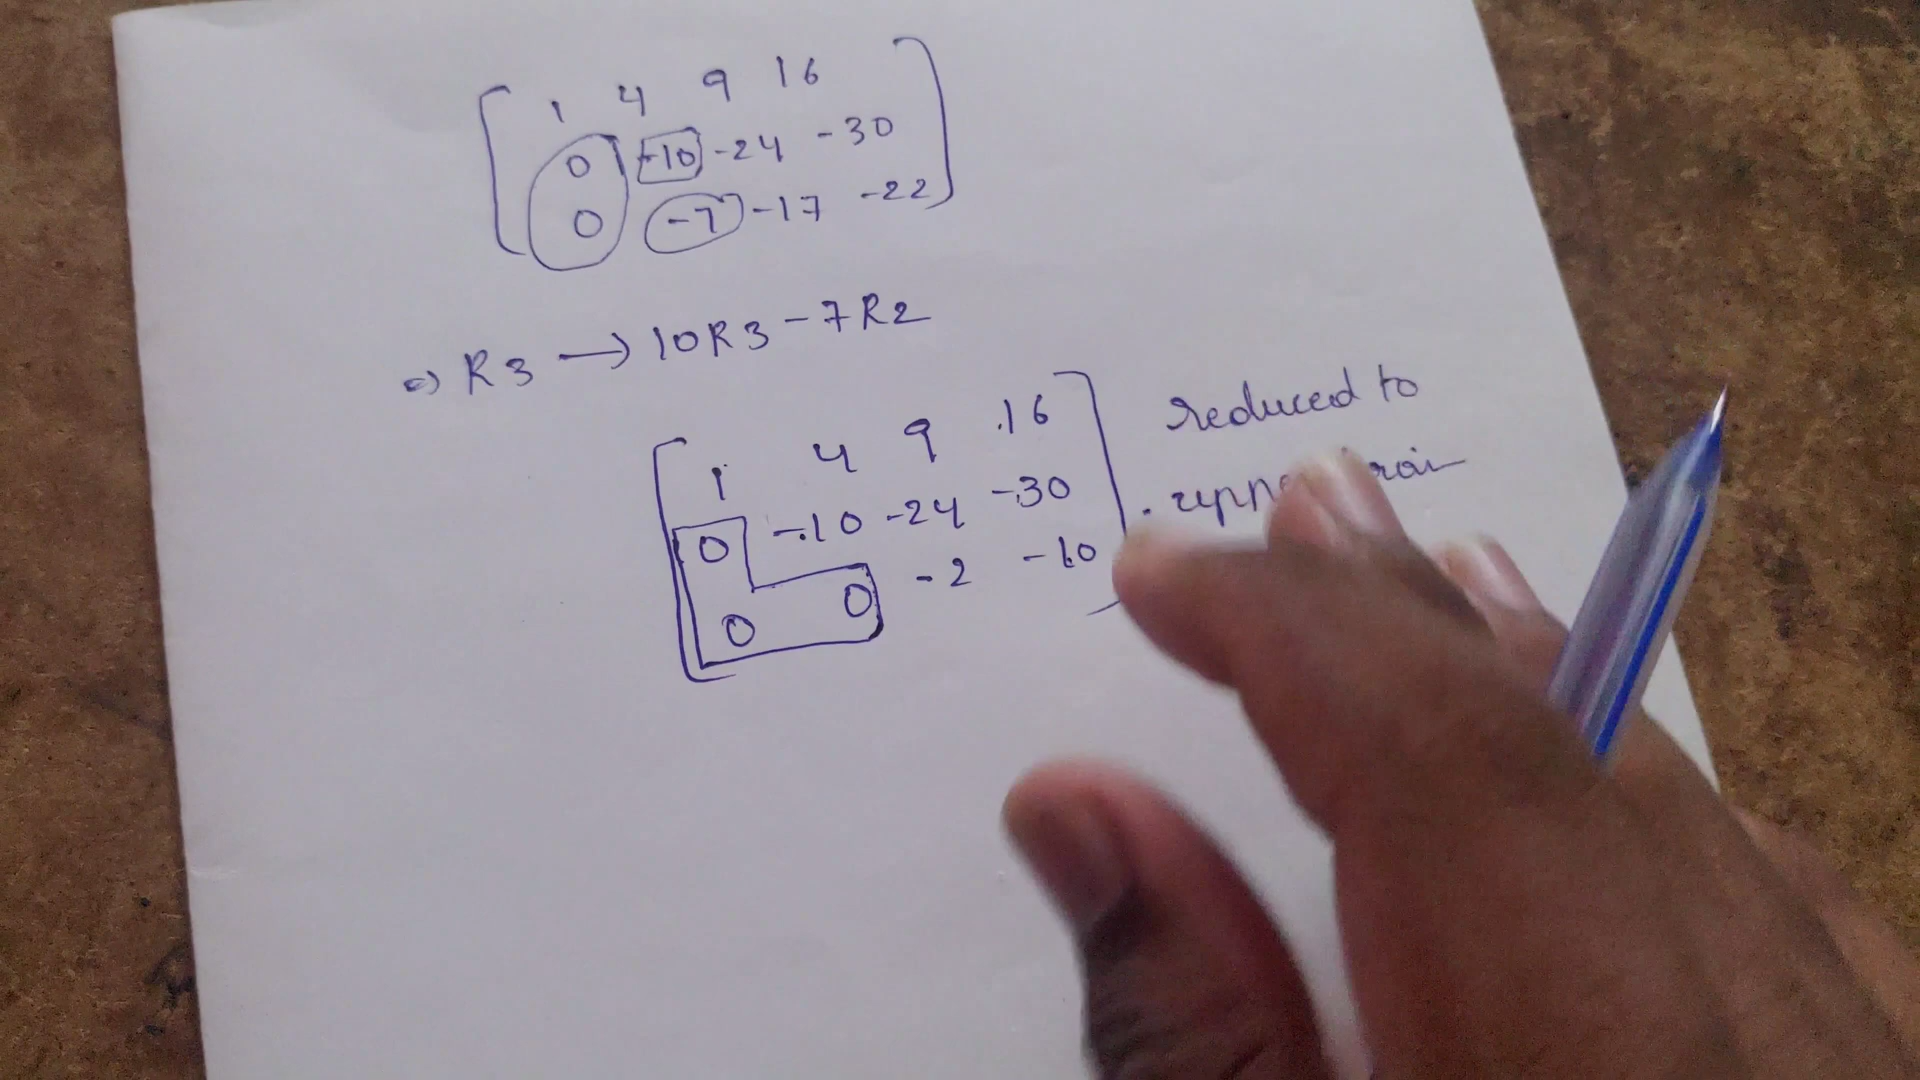 1 4 9 16
0 -10 -24 -30
0 -7 -17 -22
⇒ R3 → 10R3 - 7R2
1 4 9 16
0 -10 -24 -30
0 0 -2 -10
reduced to